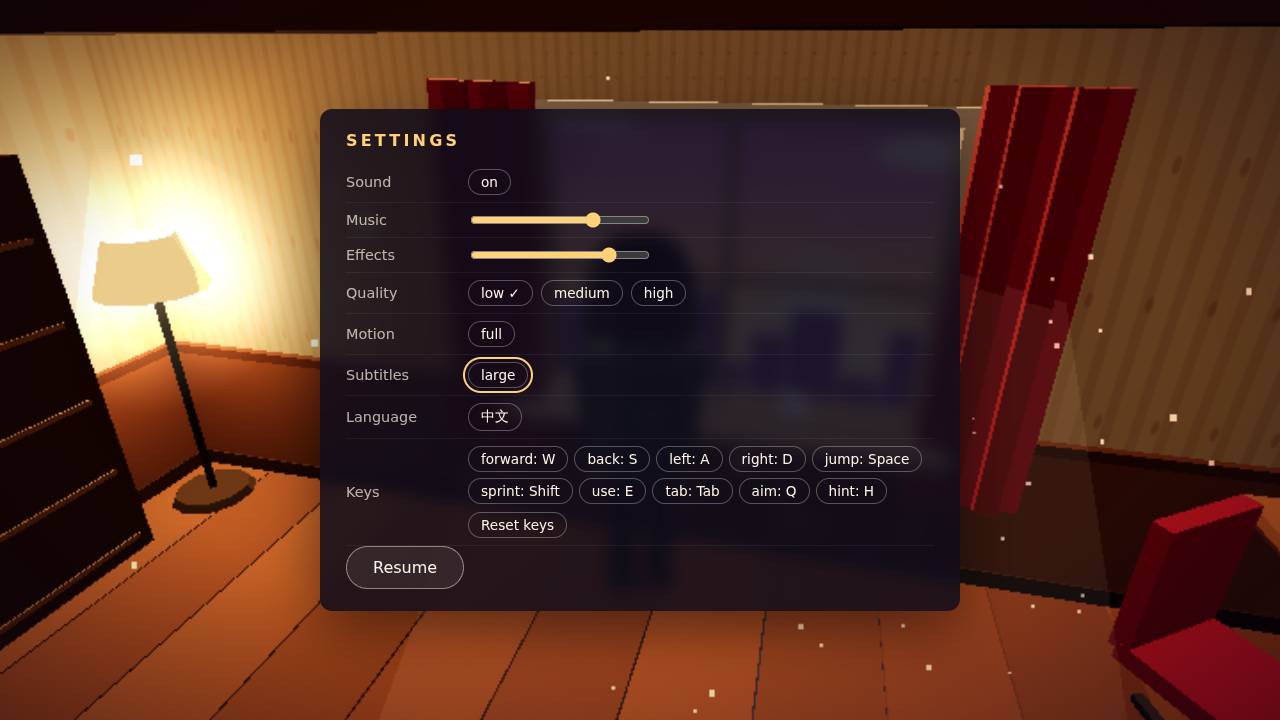 SETTINGS
Sound on
Music
Effects
Quality low ✓ medium high
Motion full
Subtitles large
Language 中文
forward: W back: S left: A right: D jump: Space
Keys sprint: Shift use: E tab: Tab aim: Q hint: H
Reset keys
Resume